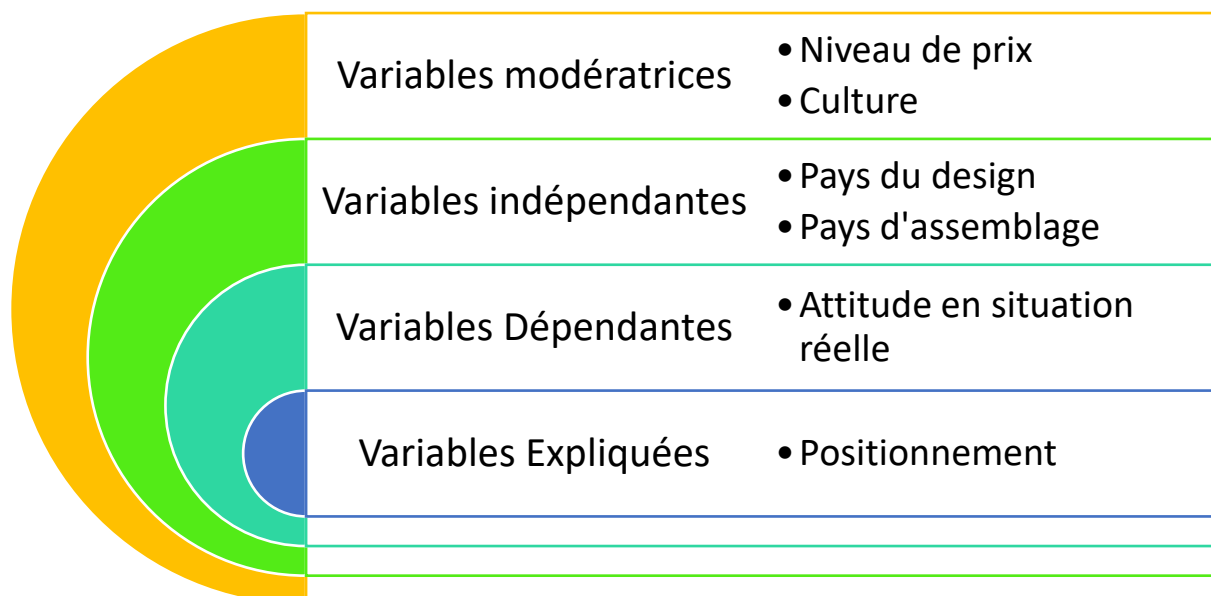 Variables modératrices
• Niveau de prix
• Culture
Variables indépendantes
• Pays du design
• Pays d'assemblage
Variables Dépendantes
• Attitude en situation
réelle
Variables Expliquées
• Positionnement